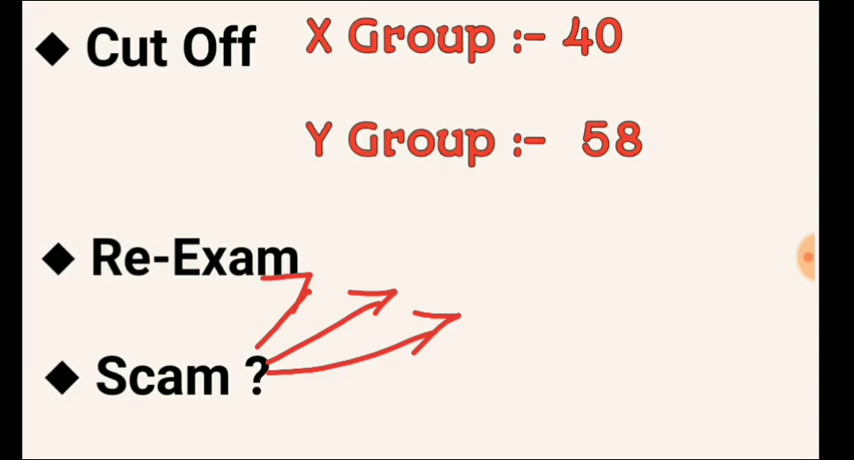 ◆ Cut Off X Group :- 40
Y Group :- 58
◆ Re-Exam
◆ Scam ?